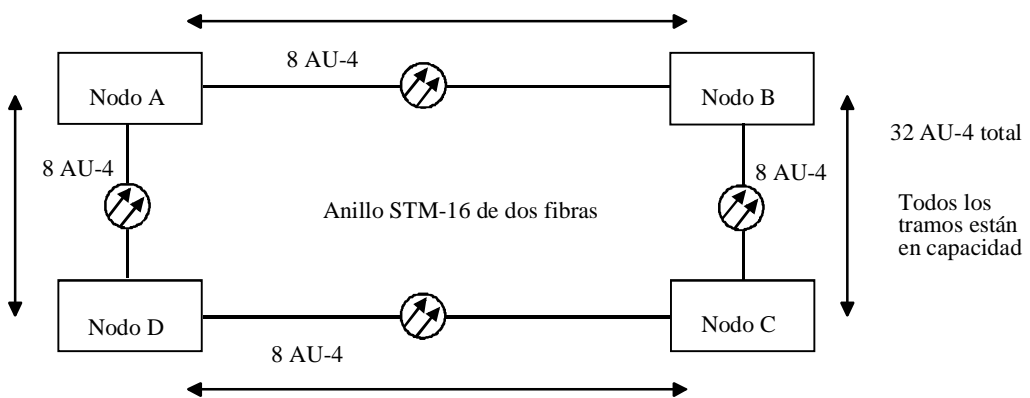 8 AU-4
Nodo A
Nodo B
32 AU-4 total
8 AU-4
8 AU-4
Anillo STM-16 de dos fibras
Todos los
tramos están
en capacidad
Nodo D
Nodo C
8 AU-4